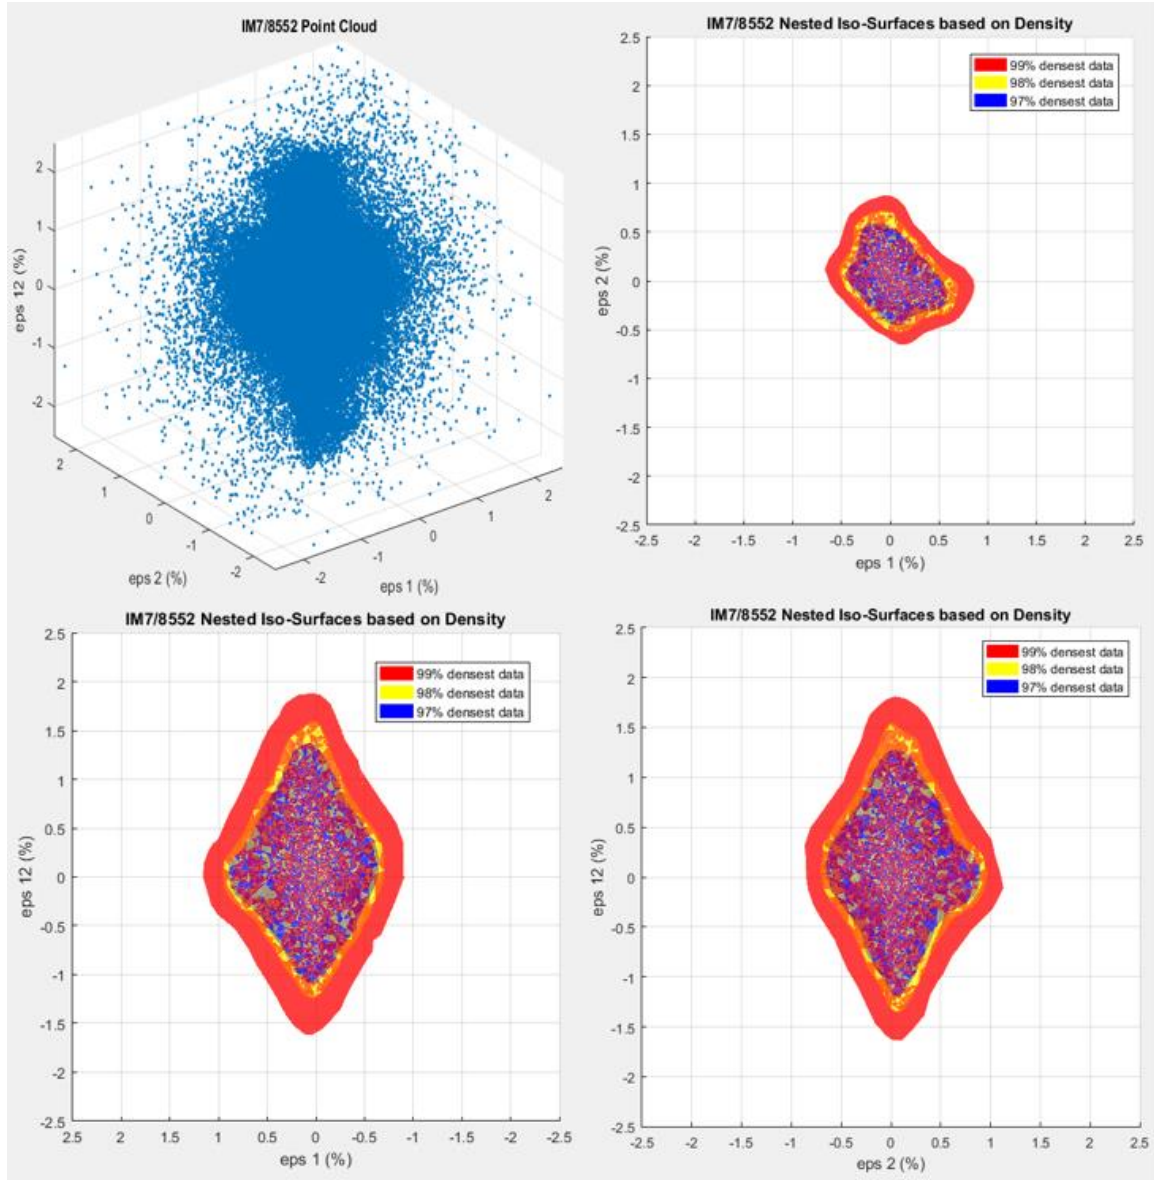 IM7/8552 Point Cloud
2
1
0
-1
-2
eps 12 (%)
2
1
0
-1
-2
eps 2 (%)
-2
-1
0
1
2
eps 1 (%)
IM7/8552 Nested Iso-Surfaces based on Density
99% densest data
98% densest data
97% densest data
2.5
2
1.5
1
0.5
0
-0.5
-1
-1.5
-2
-2.5
eps 2 (%)
-2.5 -2 -1.5 -1 -0.5 0 0.5 1 1.5 2 2.5
eps 1 (%)
IM7/8552 Nested Iso-Surfaces based on Density
99% densest data
98% densest data
97% densest data
2.5
2
1.5
1
0.5
0
-0.5
-1
-1.5
-2
-2.5
eps 12 (%)
2.5 2 1.5 1 0.5 0 -0.5 -1 -1.5 -2 -2.5
eps 1 (%)
IM7/8552 Nested Iso-Surfaces based on Density
99% densest data
98% densest data
97% densest data
2.5
2
1.5
1
0.5
0
-0.5
-1
-1.5
-2
-2.5
eps 12 (%)
-2.5 -2 -1.5 -1 -0.5 0 0.5 1 1.5 2 2.5
eps 2 (%)